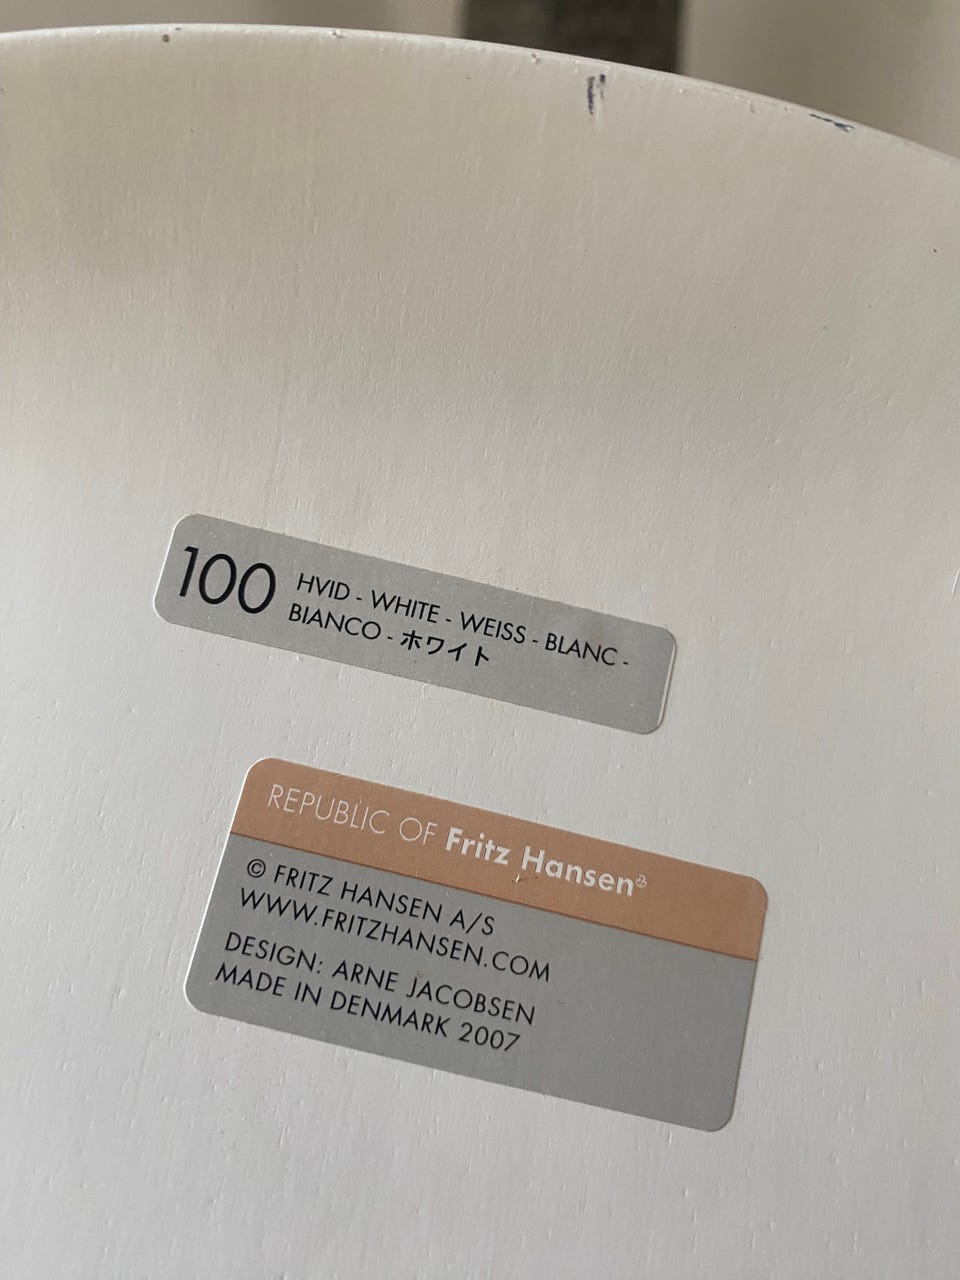 100
HVID - WHITE - WEISS - BLANC -
BIANCO - ホワイト
REPUBLIC OF Fritz Hansen
© FRITZ HANSEN A/S
WWW.FRITZHANSEN.COM
DESIGN: ARNE JACOBSEN
MADE IN DENMARK 2007